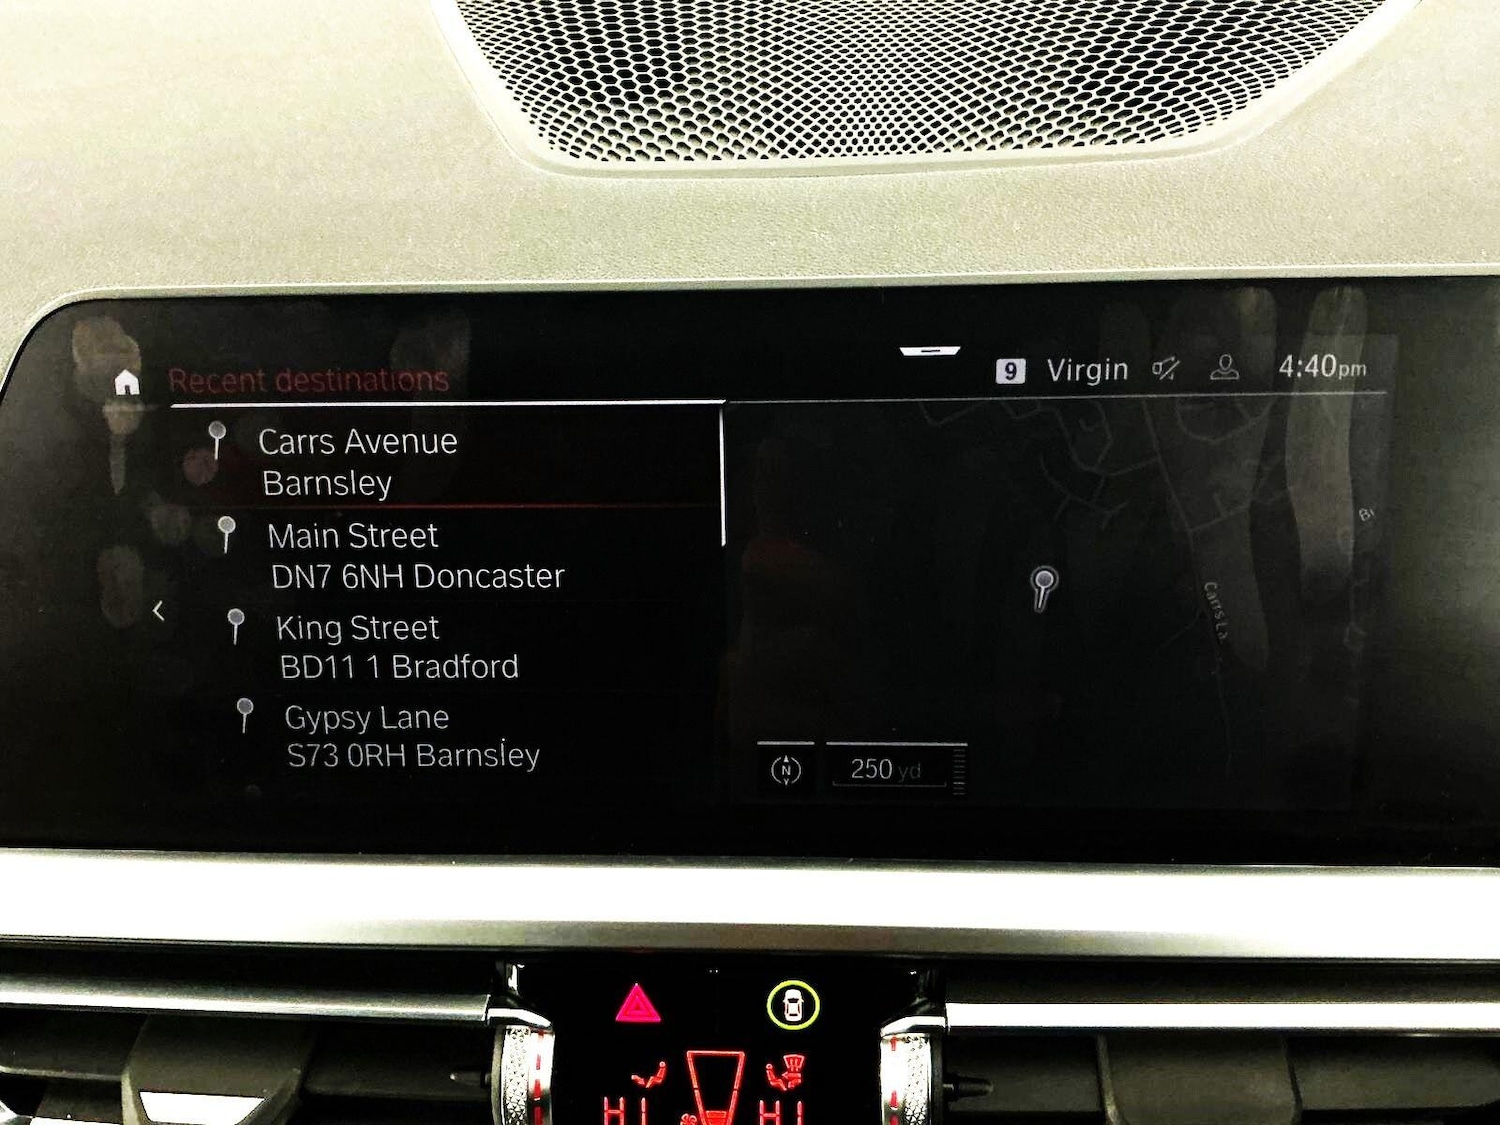 Recent destinations
9 Virgin 4:40pm
Carrs Avenue
Barnsley
Main Street
DN7 6NH Doncaster
King Street
BD11 1 Bradford
Gypsy Lane
S73 0RH Barnsley
Carrs La
N
250 yd
HI HI